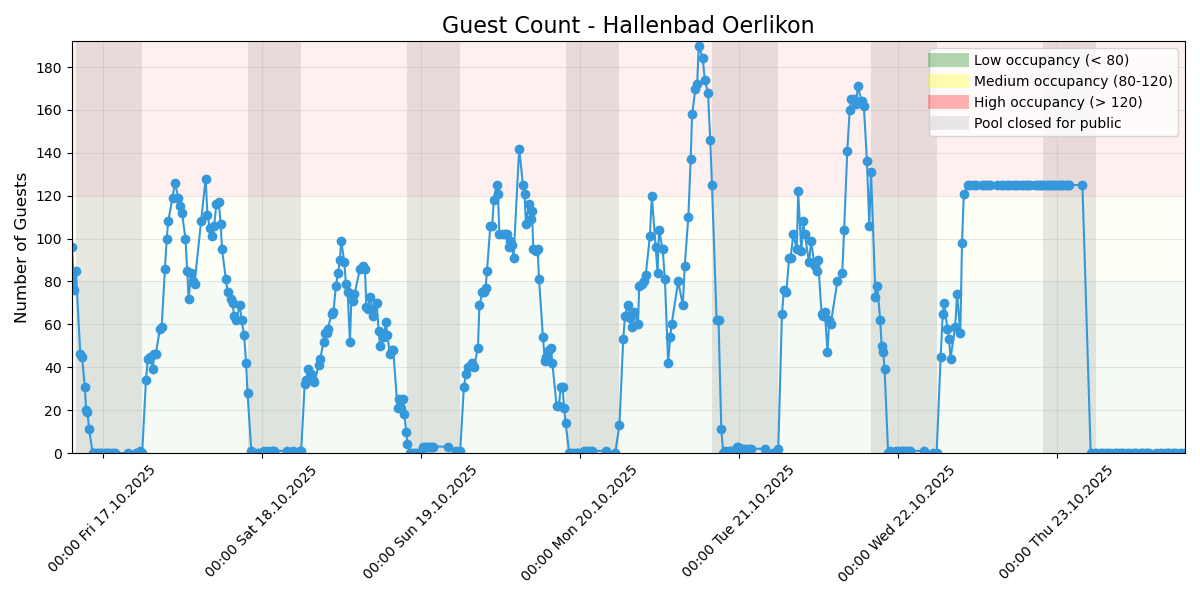 Guest Count - Hallenbad Oerlikon
Number of Guests
180
160
140
120
100
80
60
40
20
0
Low occupancy (< 80)
Medium occupancy (80-120)
High occupancy (> 120)
Pool closed for public
00:00 Fri 17.10.2025
00:00 Sat 18.10.2025
00:00 Sun 19.10.2025
00:00 Mon 20.10.2025
00:00 Tue 21.10.2025
00:00 Wed 22.10.2025
00:00 Thu 23.10.2025